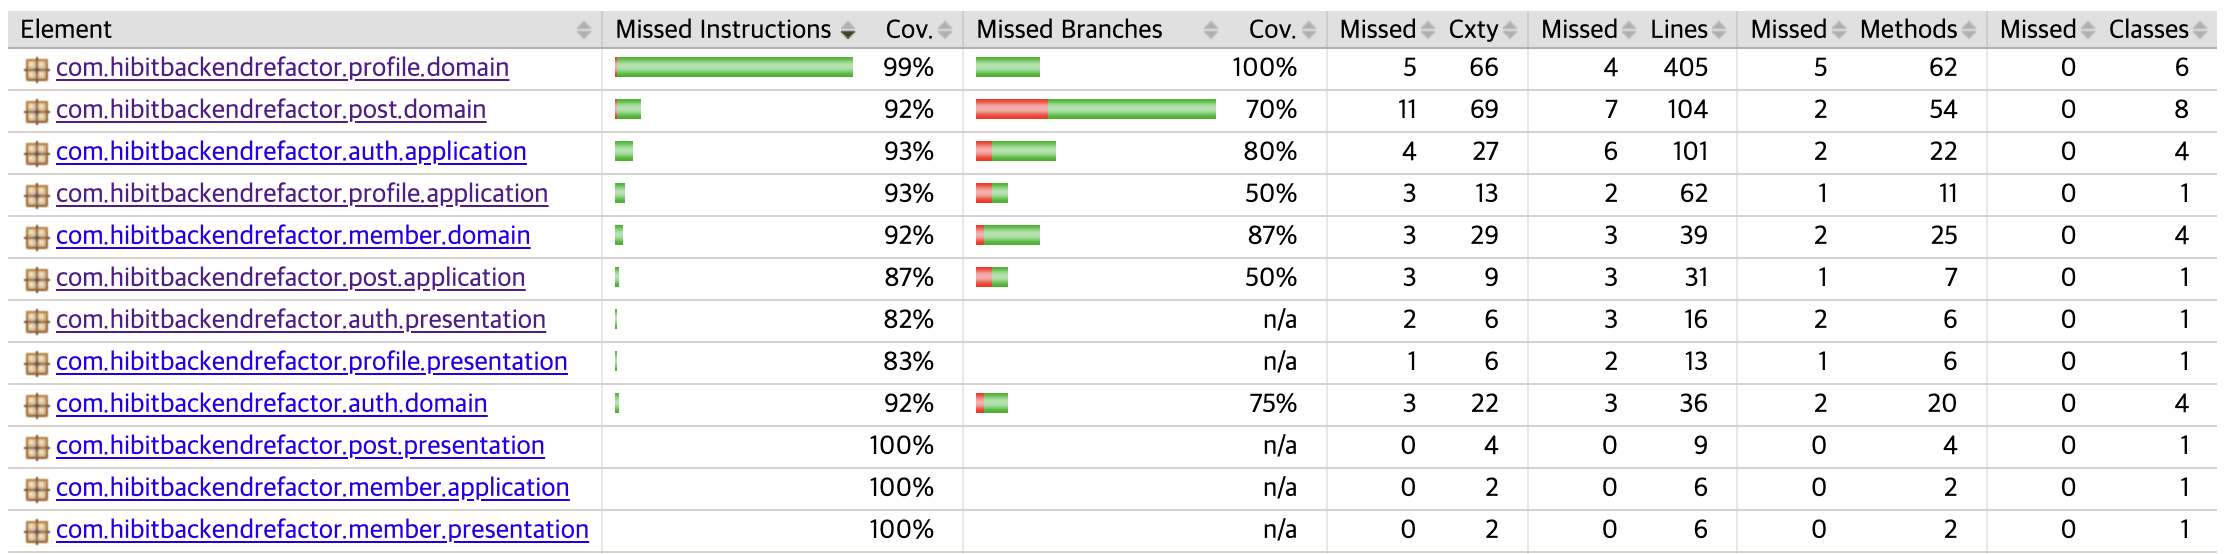 Element Missed Instructions Cov. Missed Branches Cov. Missed Cxty Missed Lines Missed Methods Missed Classes
com.hibitbackendrefactor.profile.domain 99% 100% 5 66 4 405 5 62 0 6
com.hibitbackendrefactor.post.domain 92% 70% 11 69 7 104 2 54 0 8
com.hibitbackendrefactor.auth.application 93% 80% 4 27 6 101 2 22 0 4
com.hibitbackendrefactor.profile.application 93% 50% 3 13 2 62 1 11 0 1
com.hibitbackendrefactor.member.domain 92% 87% 3 29 3 39 2 25 0 4
com.hibitbackendrefactor.post.application 87% 50% 3 9 3 31 1 7 0 1
com.hibitbackendrefactor.auth.presentation 82% n/a 2 6 3 16 2 6 0 1
com.hibitbackendrefactor.profile.presentation 83% n/a 1 6 2 13 1 6 0 1
com.hibitbackendrefactor.auth.domain 92% 75% 3 22 3 36 2 20 0 4
com.hibitbackendrefactor.post.presentation 100% n/a 0 4 0 9 0 4 0 1
com.hibitbackendrefactor.member.application 100% n/a 0 2 0 6 0 2 0 1
com.hibitbackendrefactor.member.presentation 100% n/a 0 2 0 6 0 2 0 1